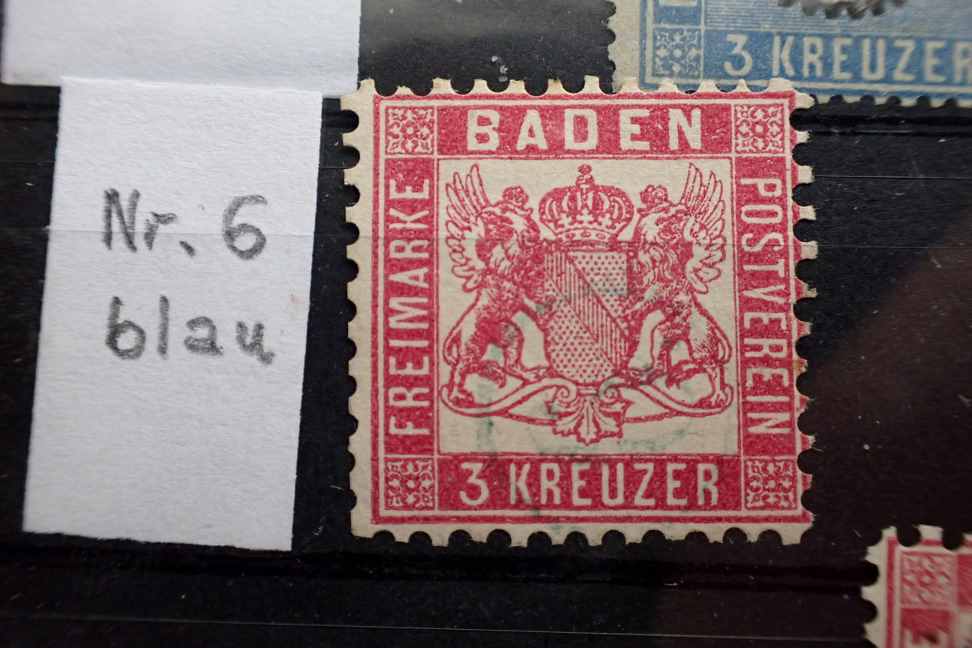 3 KREUZER
Nr. 6
blau
BADEN
FREIMARKE
POSTVEREIN
3 KREUZER